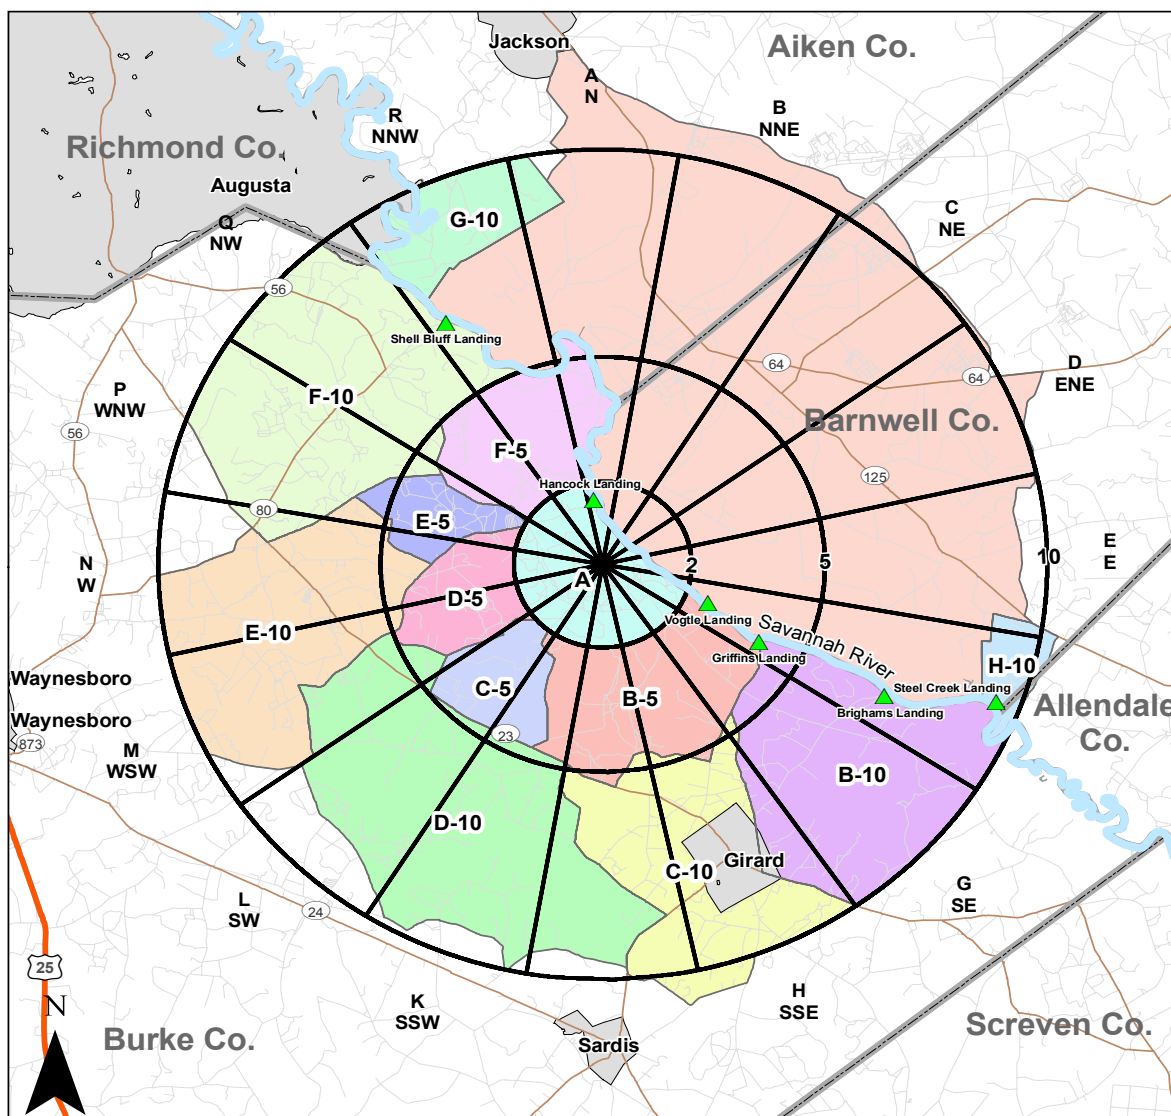 Jackson
Aiken Co.
A
N
B
NNE
R
NNW
Richmond Co.
Augusta
Q
NW
G-10
C
NE
56
Shell Bluff Landing
64
64
D
ENE
P
WNW
F-10
Barnwell Co.
56
F-5
Hancock Landing
125
80
E-5
N
W
A
2
5
10
E
E
D-5
Vogtle Landing
Savannah River
E-10
Griffins Landing
H-10
Waynesboro
C-5
B-5
Steel Creek Landing
Brighams Landing
Allendale
Co.
Waynesboro
873
M
WSW
23
B-10
D-10
Girard
C-10
L
SW
24
G
SE
25
N
K
SSW
H
SSE
Burke Co.
Sardis
Screven Co.